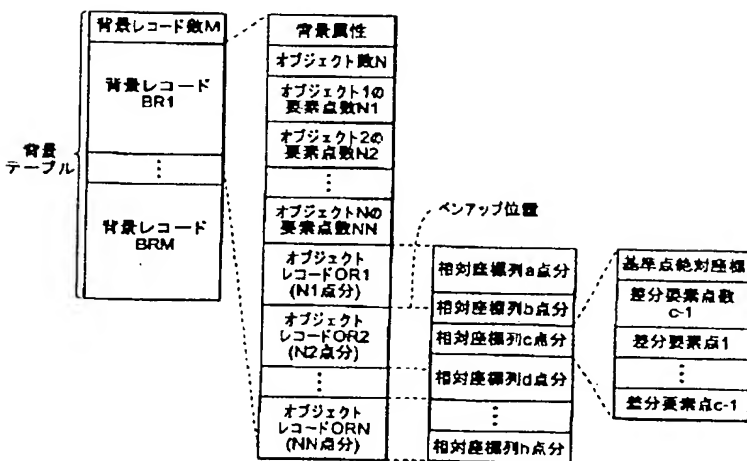 背景レコード数M
背景レコード
BR1
背景
テーブル
背景レコード
BRM
背景属性
オブジェクト数N
オブジェクト1の
要素点数N1
オブジェクト2の
要素点数N2
オブジェクトNの
要素点数NN
オブジェクト
レコードOR1
(N1点分)
オブジェクト
レコードOR2
(N2点分)
オブジェクト
レコードORN
(NN点分)
ペンアップ位置
相対座標列a点分
相対座標列b点分
相対座標列c点分
相対座標列d点分
相対座標列h点分
基準点絶対座標
差分要素点数
c-1
差分要素点1
差分要素点c-1